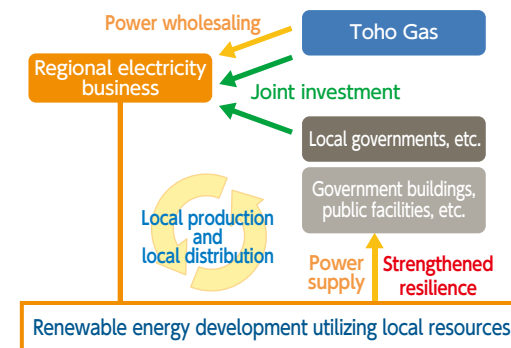 Power wholesaling
Toho Gas
Regional electricity
business
Joint investment
Local governments, etc.
Government buildings,
public facilities, etc.
Local production
and
local distribution
Power
supply
Strengthened
resilience
Renewable energy development utilizing local resources